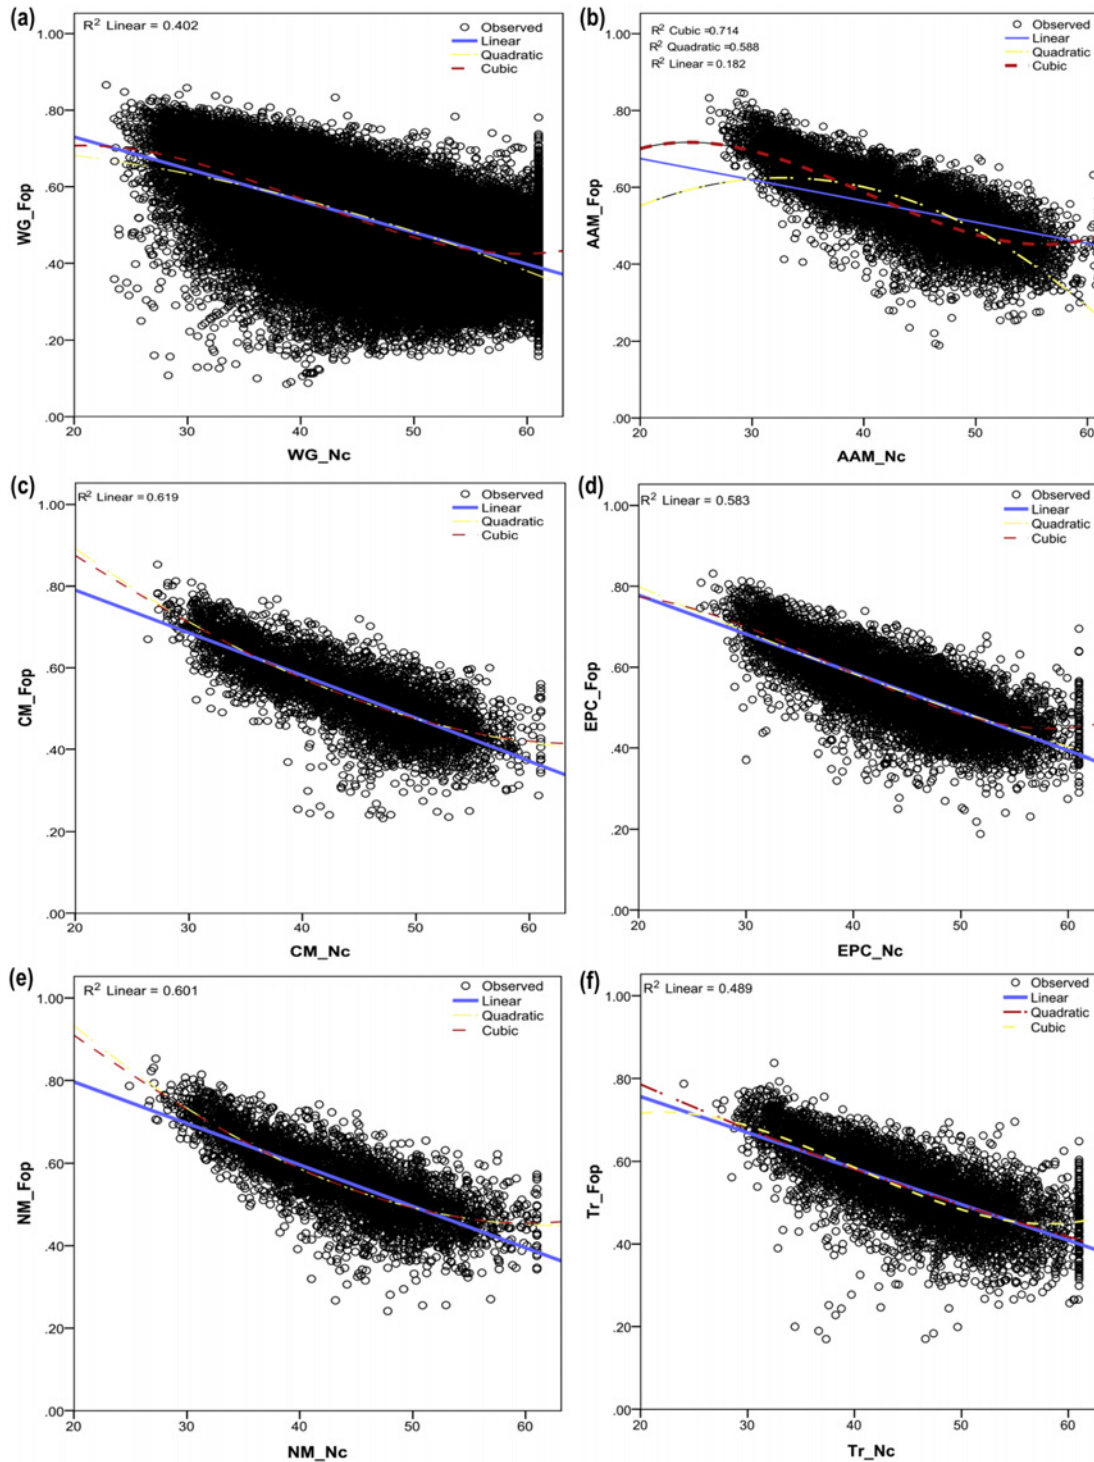 (a)
R² Linear = 0.402
Observed
Linear
Quadratic
Cubic
1.00
.80
.60
.40
.20
.00
WG_Fop
20 30 40 50 60
WG_Nc
(b)
R² Cubic =0.714
R² Quadratic =0.588
R² Linear = 0.182
Observed
Linear
Quadratic
Cubic
1.00
.80
.60
.40
.20
.00
AAM_Fop
20 30 40 50 60
AAM_Nc
(c)
R² Linear = 0.619
Observed
Linear
Quadratic
Cubic
1.00
.80
.60
.40
.20
.00
CM_Fop
20 30 40 50 60
CM_Nc
(d)
R² Linear = 0.583
Observed
Linear
Quadratic
Cubic
1.00
.80
.60
.40
.20
.00
EPC_Fop
20 30 40 50 60
EPC_Nc
(e)
R² Linear = 0.601
Observed
Linear
Quadratic
Cubic
1.00
.80
.60
.40
.20
.00
NM_Fop
20 30 40 50 60
NM_Nc
(f)
R² Linear = 0.489
Observed
Linear
Quadratic
Cubic
1.00
.80
.60
.40
.20
.00
Tr_Fop
20 30 40 50 60
Tr_Nc